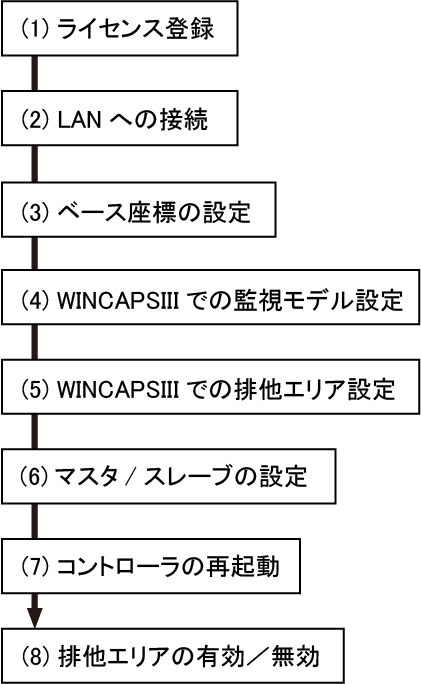 (1) ライセンス登録
(2) LAN への接続
(3) ベース座標の設定
(4) WINCAPSIII での監視モデル設定
(5) WINCAPSIII での排他エリア設定
(6) マスタ / スレーブの設定
(7) コントローラの再起動
(8) 排他エリアの有効／無効